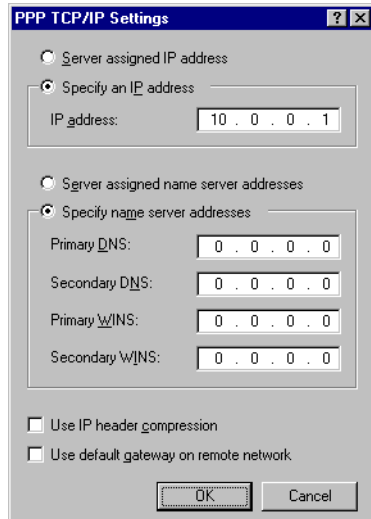 PPP TCP/IP Settings
Server assigned IP address
Specify an IP address
IP address: 10 . 0 . 0 . 1
Server assigned name server addresses
Specify name server addresses
Primary DNS: 0 . 0 . 0 . 0
Secondary DNS: 0 . 0 . 0 . 0
Primary WINS: 0 . 0 . 0 . 0
Secondary WINS: 0 . 0 . 0 . 0
Use IP header compression
Use default gateway on remote network
OK Cancel